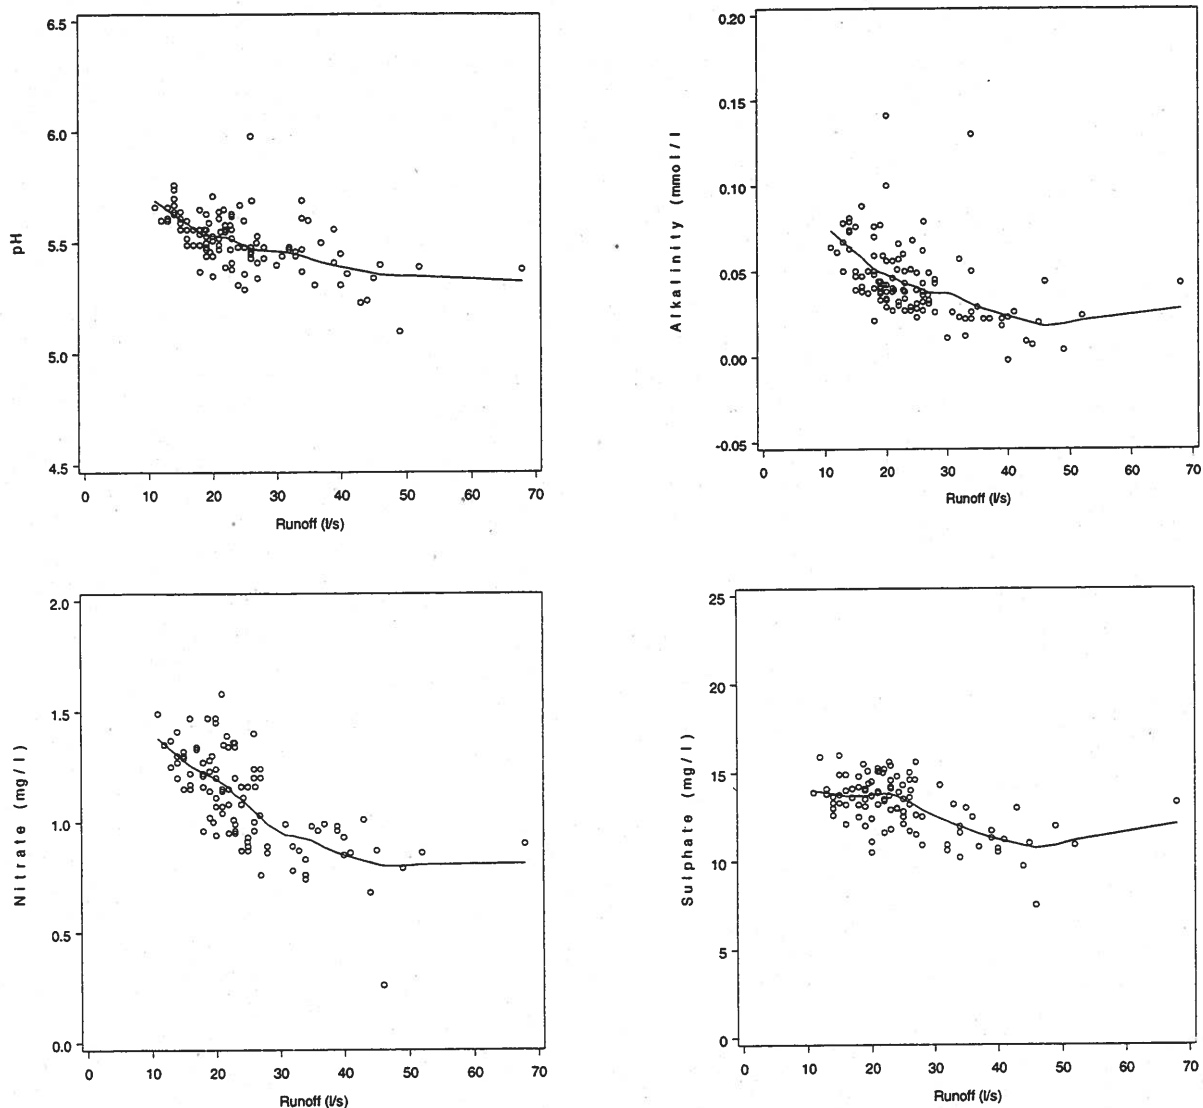 6.5
6.0
5.5
5.0
4.5
pH
0 10 20 30 40 50 60 70
Runoff (l/s)
0.20
0.15
0.10
0.05
0.00
-0.05
Alkalinity (mmol/l
0 10 20 30 40 50 60 70
Runoff (l/s)
2.0
1.5
1.0
0.5
0.0
Nitrate (mg/l)
0 10 20 30 40 50 60 70
Runoff (l/s)
25
20
15
10
5
0
Sulphate (mg/l)
0 10 20 30 40 50 60 70
Runoff (l/s)